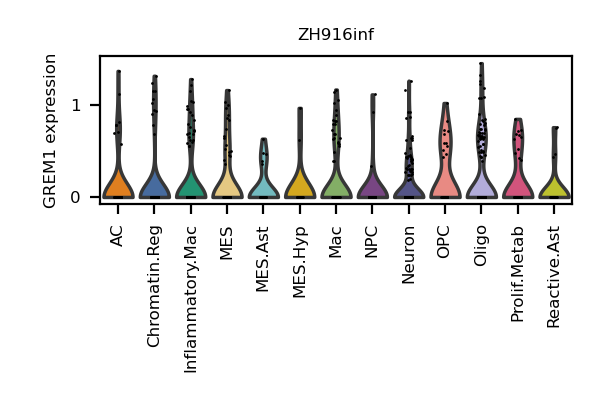 ZH916inf
GREM1 expression
1
0
AC
Chromatin.Reg
Inflammatory.Mac
MES
MES.Ast
MES.Hyp
Mac
NPC
Neuron
OPC
Oligo
Prolif.Metab
Reactive.Ast